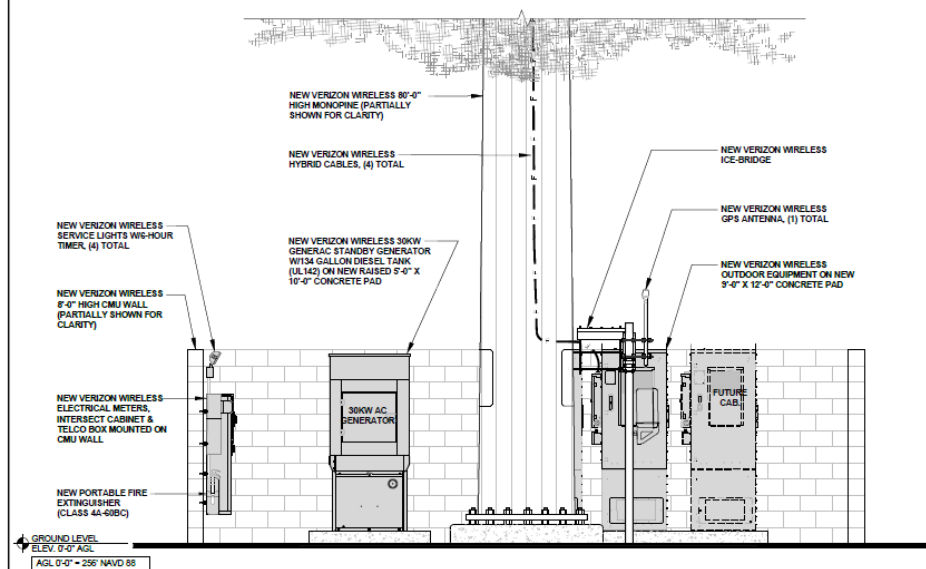 NEW VERIZON WIRELESS 80'-0"
HIGH MONOPINE (PARTIALLY
SHOWN FOR CLARITY)
NEW VERIZON WIRELESS
HYBRID CABLES, (4) TOTAL
NEW VERIZON WIRELESS
ICE-BRIDGE
NEW VERIZON WIRELESS
GPS ANTENNA, (1) TOTAL
NEW VERIZON WIRELESS
SERVICE LIGHTS W/6-HOUR
TIMER, (4) TOTAL
NEW VERIZON WIRELESS 30KW
GENERAC STANDBY GENERATOR
W/134 GALLON DIESEL TANK
(UL142) ON NEW RAISED 5'-0" X
10'-0" CONCRETE PAD
NEW VERIZON WIRELESS
OUTDOOR EQUIPMENT ON NEW
9'-0" X 12'-0" CONCRETE PAD
NEW VERIZON WIRELESS
8'-0" HIGH CMU WALL
(PARTIALLY SHOWN FOR
CLARITY)
NEW VERIZON WIRELESS
ELECTRICAL METERS,
INTERSECT CABINET &
TELCO BOX MOUNTED ON
CMU WALL
30KW AC
GENERATOR
FUTURE
CAB.
NEW PORTABLE FIRE
EXTINGUISHER
(CLASS 4A-60BC)
F
F
F
F
GROUND LEVEL
ELEV. 0'-0" AGL
AGL 0'-0" = 256' NAVD 88